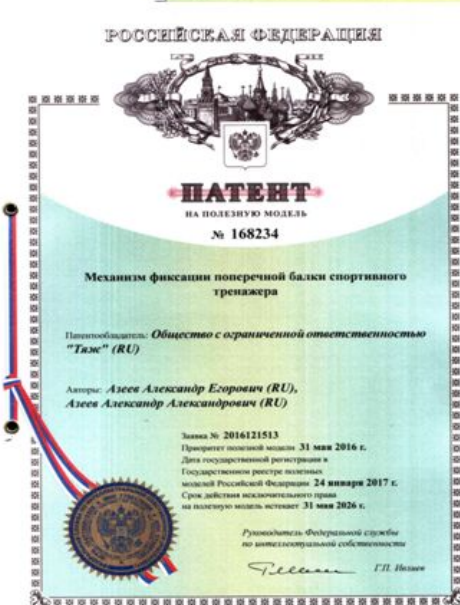 РОССИЙСКАЯ ФЕДЕРАЦИЯ
ПАТЕНТ
НА ПОЛЕЗНУЮ МОДЕЛЬ
№ 168234
Механизм фиксации поперечной балки спортивного
тренажера
Патентообладатель: Общество с ограниченной ответственностью
"Тяж" (RU)
Авторы: Азеев Александр Егорович (RU),
Азеев Александр Александрович (RU)
Заявка № 2016121513
Приоритет полезной модели 31 мая 2016 г.
Дата государственной регистрации в
Государственном реестре полезных
моделей Российской Федерации 24 января 2017 г.
Срок действия исключительного права
на полезную модель истекает 31 мая 2026 г.
Руководитель Федеральной службы
по интеллектуальной собственности
Г.П. Ивлиев